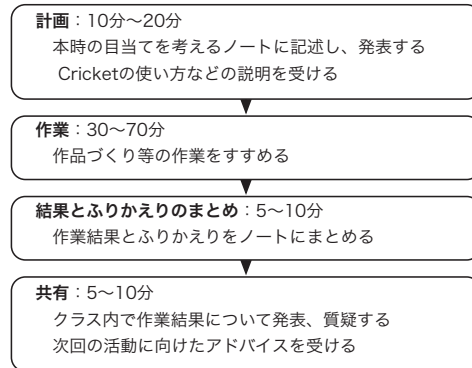 計画：10分〜20分
本時の目当てを考えるノートに記述し、発表する
Cricketの使い方などの説明を受ける
作業：30〜70分
作品づくり等の作業をすすめる
結果とふりかえりのまとめ：5〜10分
作業結果とふりかえりをノートにまとめる
共有：5〜10分
クラス内で作業結果について発表、質疑する
次回の活動に向けたアドバイスを受ける